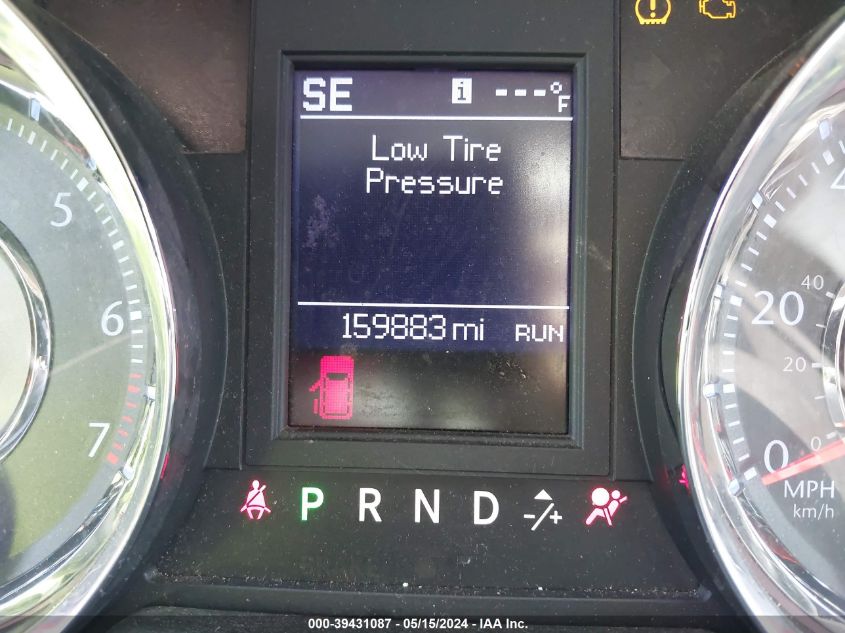 SE i ---°F
Low Tire
Pressure
159883 mi RUN
5
6
7
P R N D -/+
40
20
20
0
0
MPH
km/h
000-39431087 - 05/15/2024 - IAA Inc.